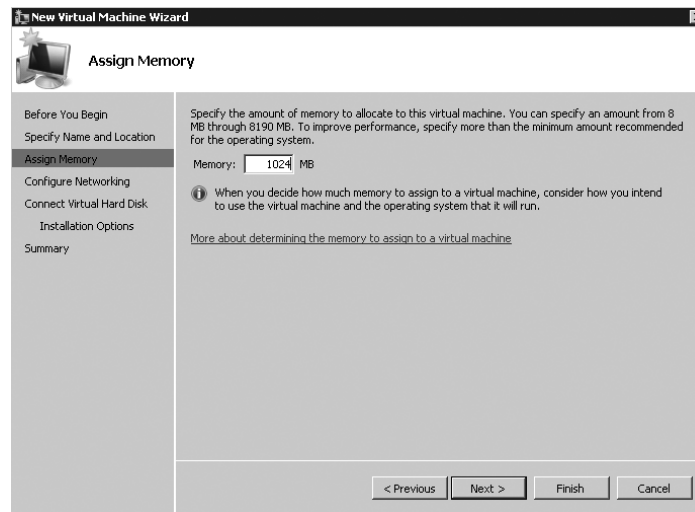 New Virtual Machine Wizard
Assign Memory
Before You Begin
Specify Name and Location
Assign Memory
Configure Networking
Connect Virtual Hard Disk
Installation Options
Summary
Specify the amount of memory to allocate to this virtual machine. You can specify an amount from 8
MB through 8190 MB. To improve performance, specify more than the minimum amount recommended
for the operating system.
Memory: 1024 MB
When you decide how much memory to assign to a virtual machine, consider how you intend
to use the virtual machine and the operating system that it will run.
More about determining the memory to assign to a virtual machine
< Previous Next > Finish Cancel